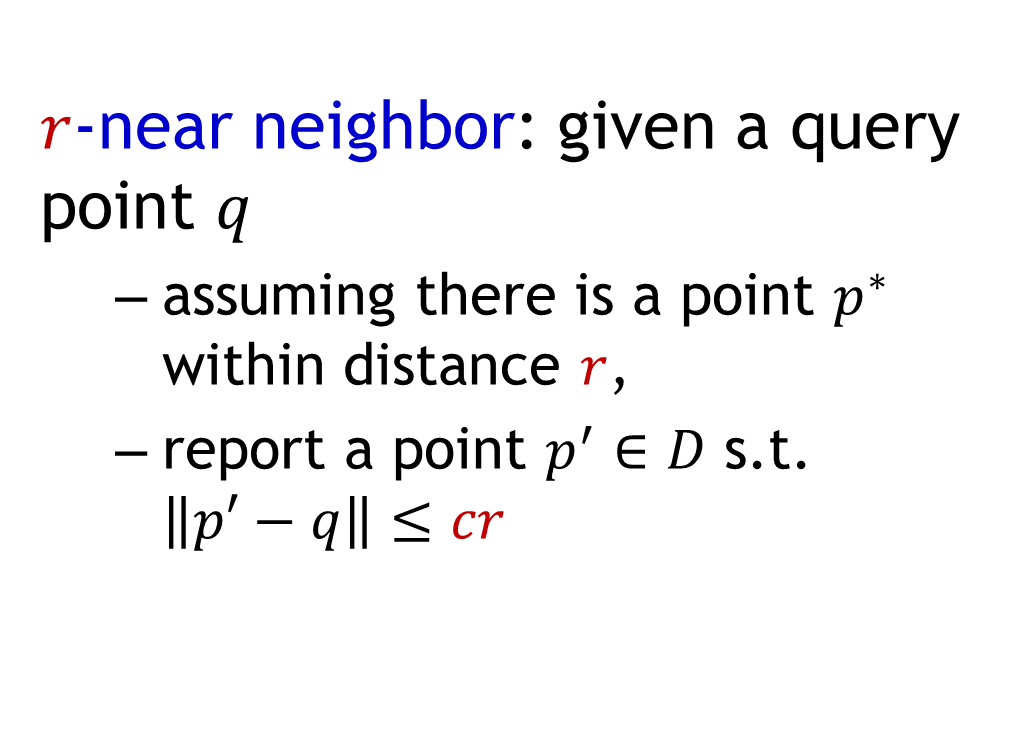 r-near neighbor: given a query
point q
– assuming there is a point p*
within distance r,
– report a point p′ ∈ D s.t.
‖p′ − q‖ ≤ cr